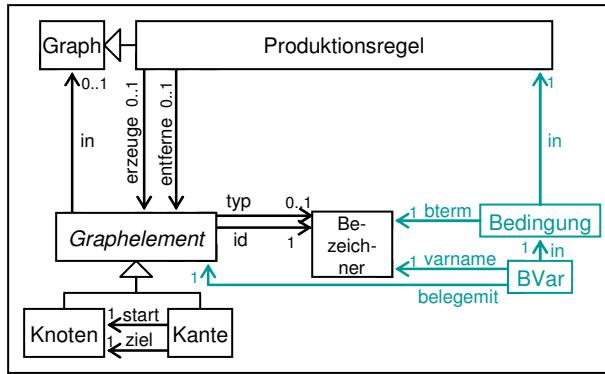 Graph
Produktionsregel
0..1
erzeuge 0..1
entferne 0..1
1
in
in
typ
0..1
id
1
Graphelement
Be-
zeich-
ner
1 bterm
Bedingung
1 in
1 varname
BVar
1
belegemit
Knoten
1 start
1 ziel
Kante